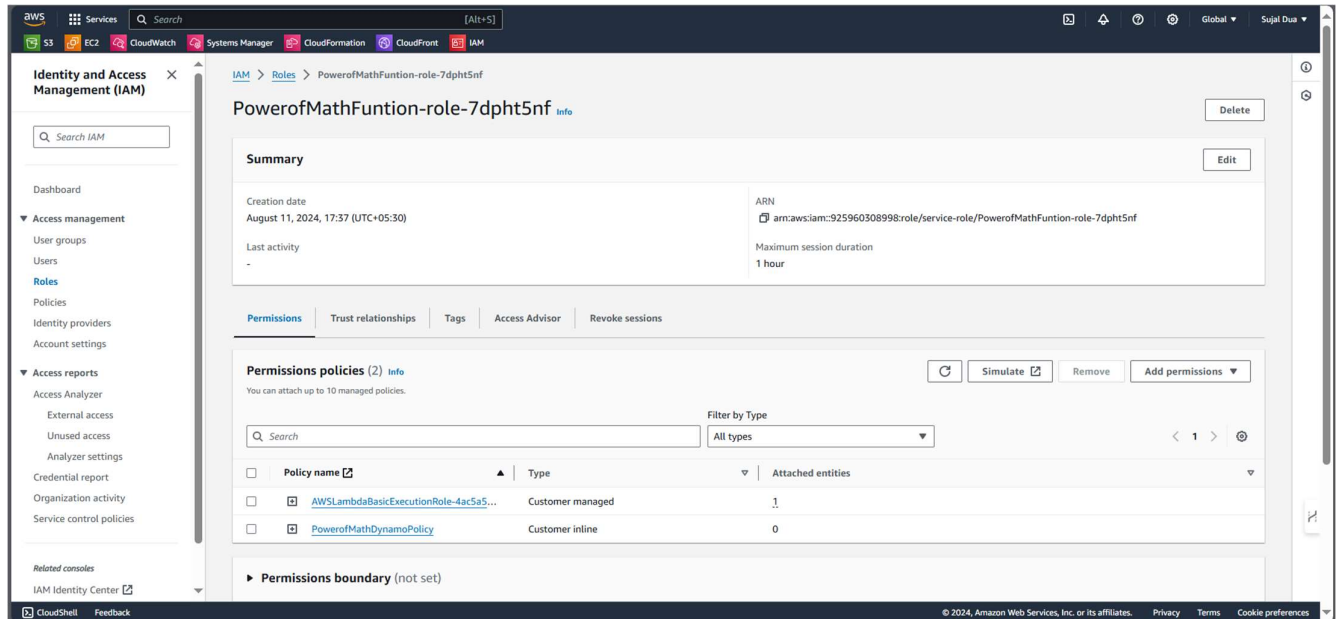 aws Services Search [Alt+S] Global Sujal Dua
S3 EC2 CloudWatch Systems Manager CloudFormation CloudFront IAM
Identity and Access
Management (IAM)
Search IAM
Dashboard
Access management
User groups
Users
Roles
Policies
Identity providers
Account settings
Access reports
Access Analyzer
External access
Unused access
Analyzer settings
Credential report
Organization activity
Service control policies
Related consoles
IAM Identity Center
IAM > Roles > PowerofMathFuntion-role-7dpht5nf
PowerofMathFuntion-role-7dpht5nf Info
Delete
Summary
Edit
Creation date
August 11, 2024, 17:37 (UTC+05:30)
Last activity
-
ARN
arn:aws:iam::925960308998:role/service-role/PowerofMathFuntion-role-7dpht5nf
Maximum session duration
1 hour
Permissions Trust relationships Tags Access Advisor Revoke sessions
Permissions policies (2) Info
You can attach up to 10 managed policies.
Simulate Remove Add permissions
Filter by Type
Search All types < 1 >
Policy name Type Attached entities
AWSLambdaBasicExecutionRole-4ac5a5... Customer managed 1
PowerofMathDynamoPolicy Customer inline 0
Permissions boundary (not set)
CloudShell Feedback © 2024, Amazon Web Services, Inc. or its affiliates. Privacy Terms Cookie preferences